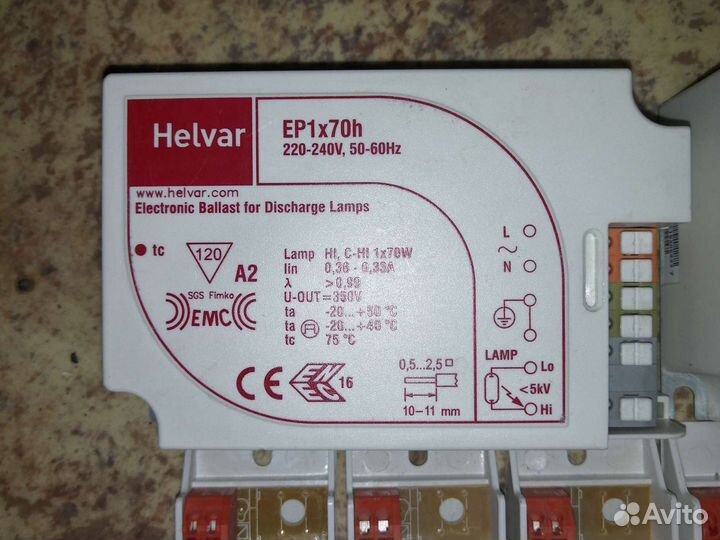 Helvar
EP1x70h
220-240V, 50-60Hz
www.helvar.com
Electronic Ballast for Discharge Lamps
tc
120
A2
SGS Fimko
EMC
Lamp HI, C-HI 1x70W
Iin 0,36 - 0,33A
λ >0,99
U-OUT=350V
ta -20...+50 °C
ta -20...+40 °C
tc 75 °C
CE
ENEC
16
0,5...2,5
10–11 mm
L
~
N
LAMP
Lo
<5kV
Hi
Avito